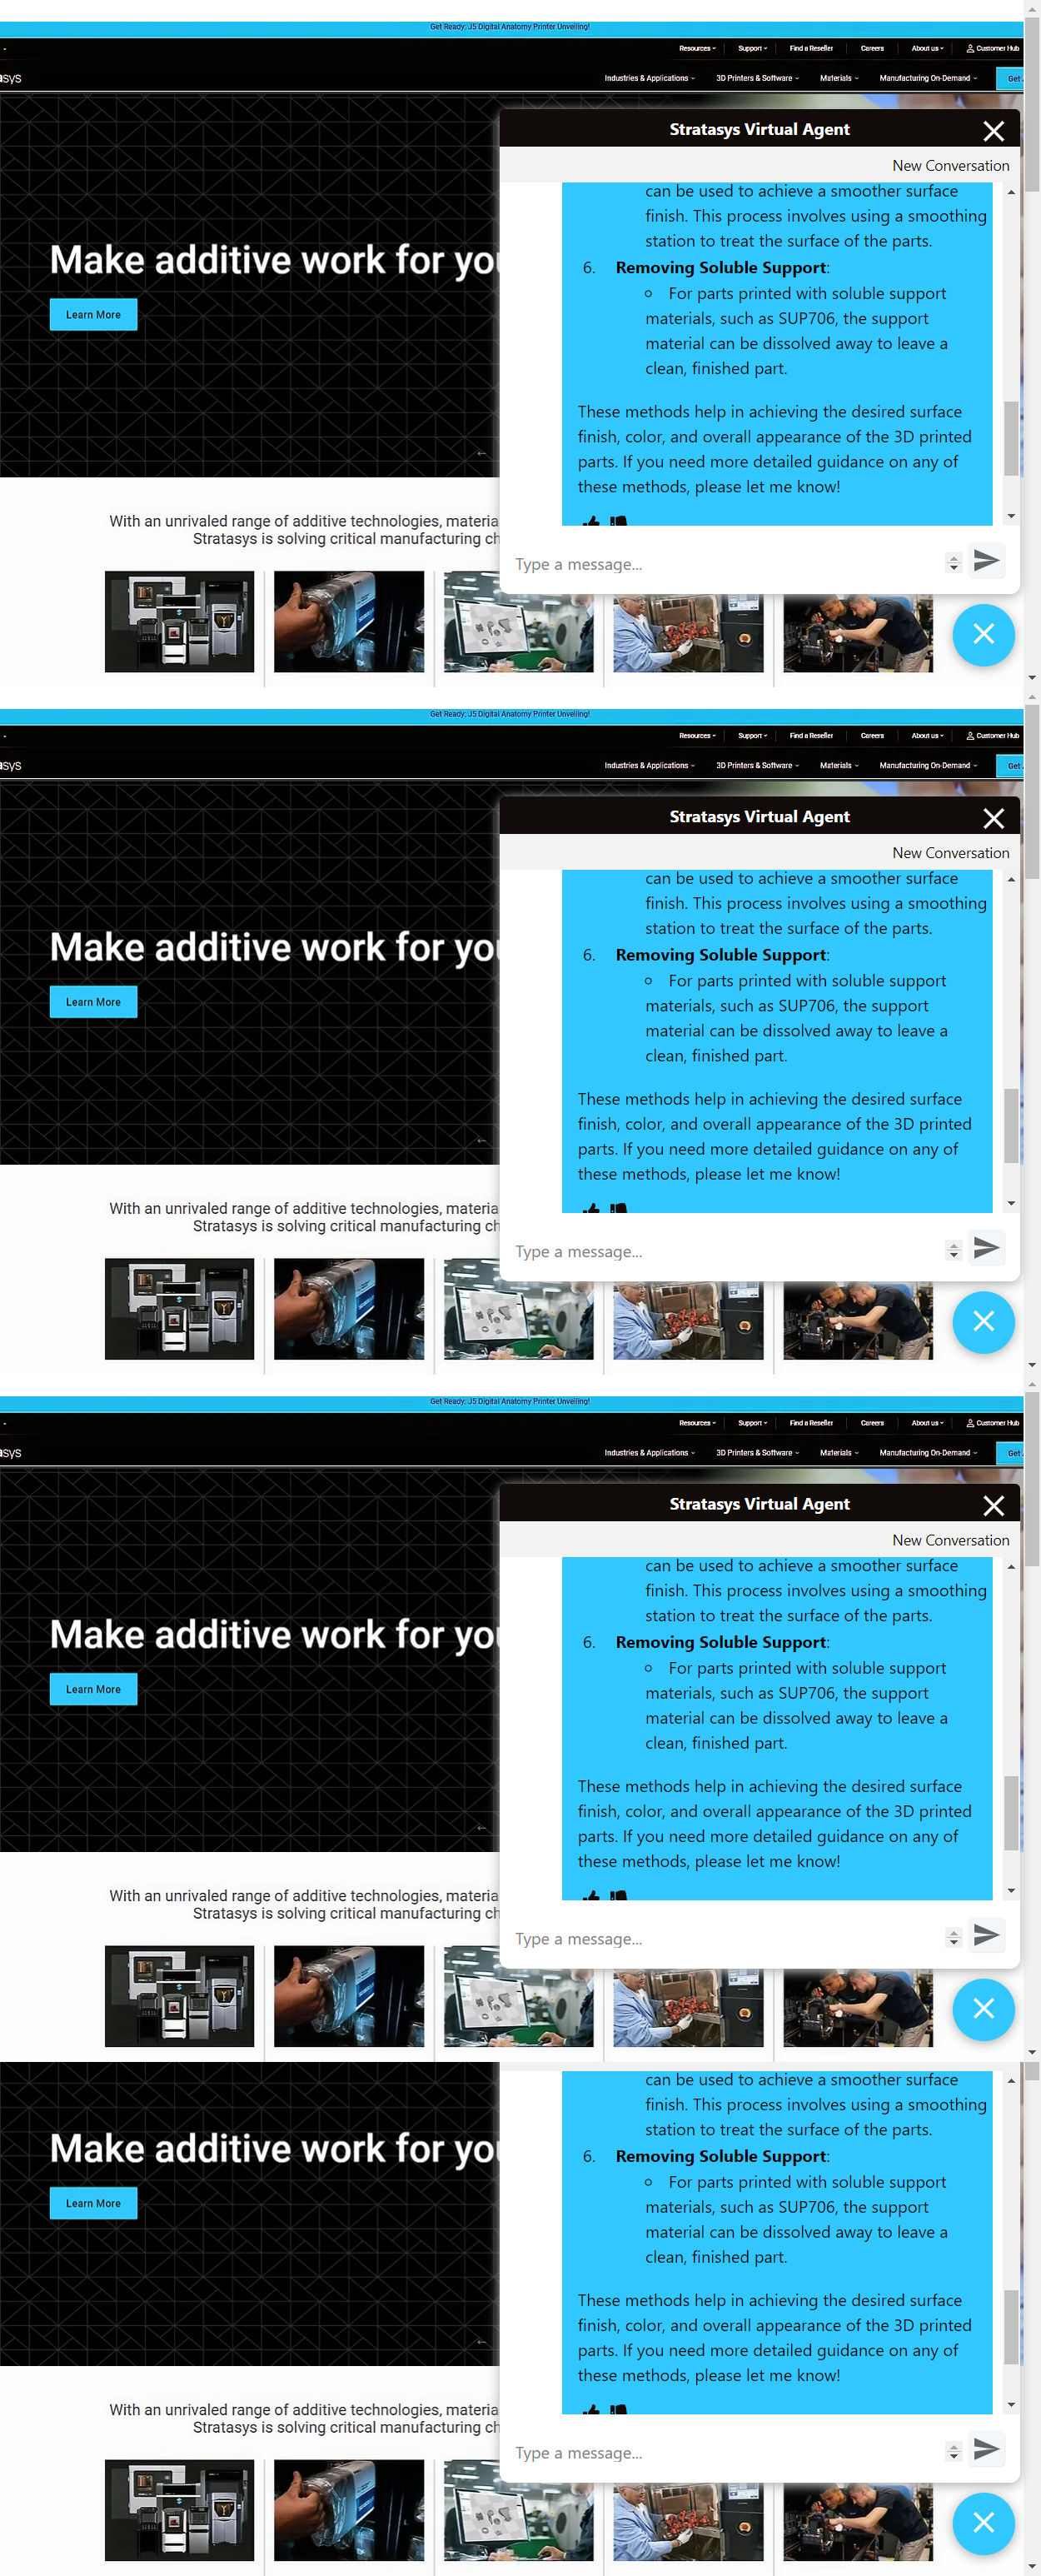 Get Ready: J5 Digital Anatomy Printer Unveiling!
Resources Support Find a Reseller Careers About us Customer Hub
asys Industries & Applications 3D Printers & Software Materials Manufacturing On-Demand Get
Stratasys Virtual Agent
New Conversation
can be used to achieve a smoother surface
finish. This process involves using a smoothing
station to treat the surface of the parts.
6. Removing Soluble Support:
For parts printed with soluble support
materials, such as SUP706, the support
material can be dissolved away to leave a
clean, finished part.
These methods help in achieving the desired surface
finish, color, and overall appearance of the 3D printed
parts. If you need more detailed guidance on any of
these methods, please let me know!
Type a message...
Make additive work for you
Learn More
With an unrivaled range of additive technologies, materia
Stratasys is solving critical manufacturing ch
Get Ready: J5 Digital Anatomy Printer Unveiling!
Resources Support Find a Reseller Careers About us Customer Hub
asys Industries & Applications 3D Printers & Software Materials Manufacturing On-Demand Get
Stratasys Virtual Agent
New Conversation
can be used to achieve a smoother surface
finish. This process involves using a smoothing
station to treat the surface of the parts.
6. Removing Soluble Support:
For parts printed with soluble support
materials, such as SUP706, the support
material can be dissolved away to leave a
clean, finished part.
These methods help in achieving the desired surface
finish, color, and overall appearance of the 3D printed
parts. If you need more detailed guidance on any of
these methods, please let me know!
Type a message...
Make additive work for you
Learn More
With an unrivaled range of additive technologies, materia
Stratasys is solving critical manufacturing ch
Get Ready: J5 Digital Anatomy Printer Unveiling!
Resources Support Find a Reseller Careers About us Customer Hub
asys Industries & Applications 3D Printers & Software Materials Manufacturing On-Demand Get
Stratasys Virtual Agent
New Conversation
can be used to achieve a smoother surface
finish. This process involves using a smoothing
station to treat the surface of the parts.
6. Removing Soluble Support:
For parts printed with soluble support
materials, such as SUP706, the support
material can be dissolved away to leave a
clean, finished part.
These methods help in achieving the desired surface
finish, color, and overall appearance of the 3D printed
parts. If you need more detailed guidance on any of
these methods, please let me know!
Type a message...
Make additive work for you
Learn More
With an unrivaled range of additive technologies, materia
Stratasys is solving critical manufacturing ch
can be used to achieve a smoother surface
finish. This process involves using a smoothing
station to treat the surface of the parts.
6. Removing Soluble Support:
For parts printed with soluble support
materials, such as SUP706, the support
material can be dissolved away to leave a
clean, finished part.
These methods help in achieving the desired surface
finish, color, and overall appearance of the 3D printed
parts. If you need more detailed guidance on any of
these methods, please let me know!
Type a message...
Make additive work for you
Learn More
With an unrivaled range of additive technologies, materia
Stratasys is solving critical manufacturing ch